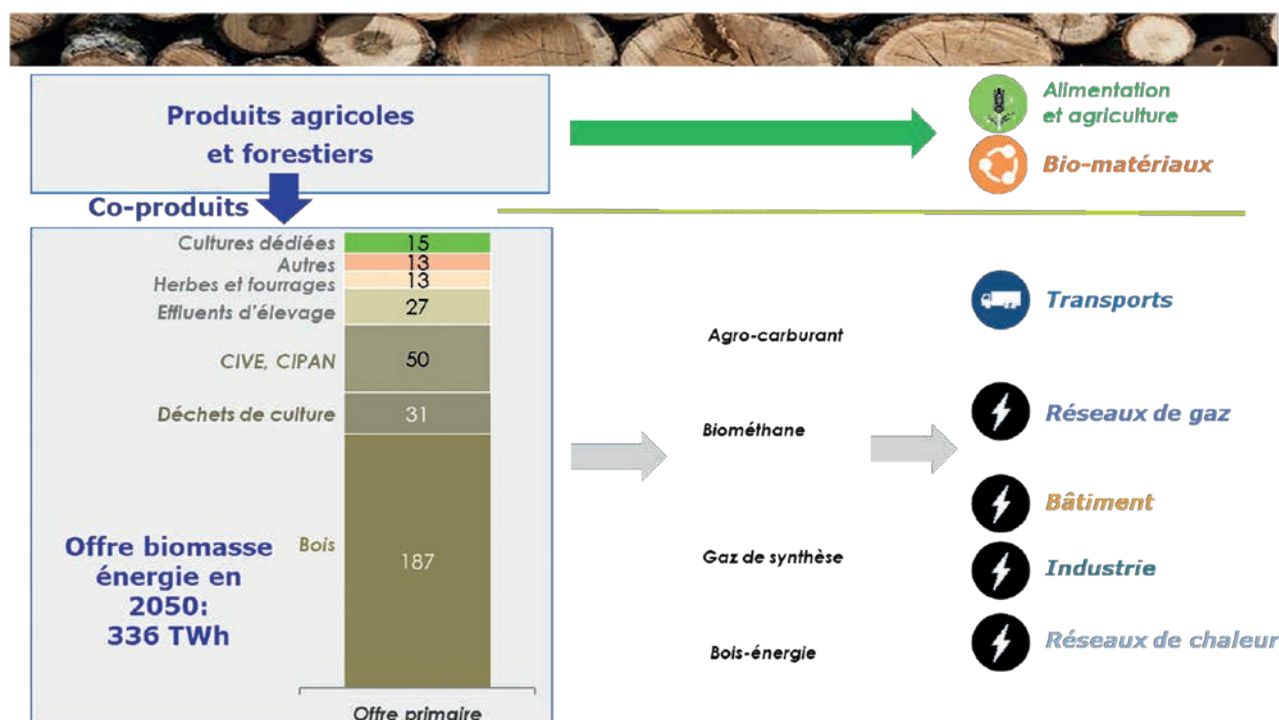 Produits agricoles
et forestiers
Alimentation
et agriculture
Bio-matériaux
Co-produits
Cultures dédiées 15
Autres 13
Herbes et fourrages 13
Effluents d'élevage 27
CIVE, CIPAN 50
Déchets de culture 31
Bois 187
Offre biomasse
énergie en
2050:
336 TWh
Offre primaire
Agro-carburant
Biométhane
Gaz de synthèse
Bois-énergie
Transports
Réseaux de gaz
Bâtiment
Industrie
Réseaux de chaleur